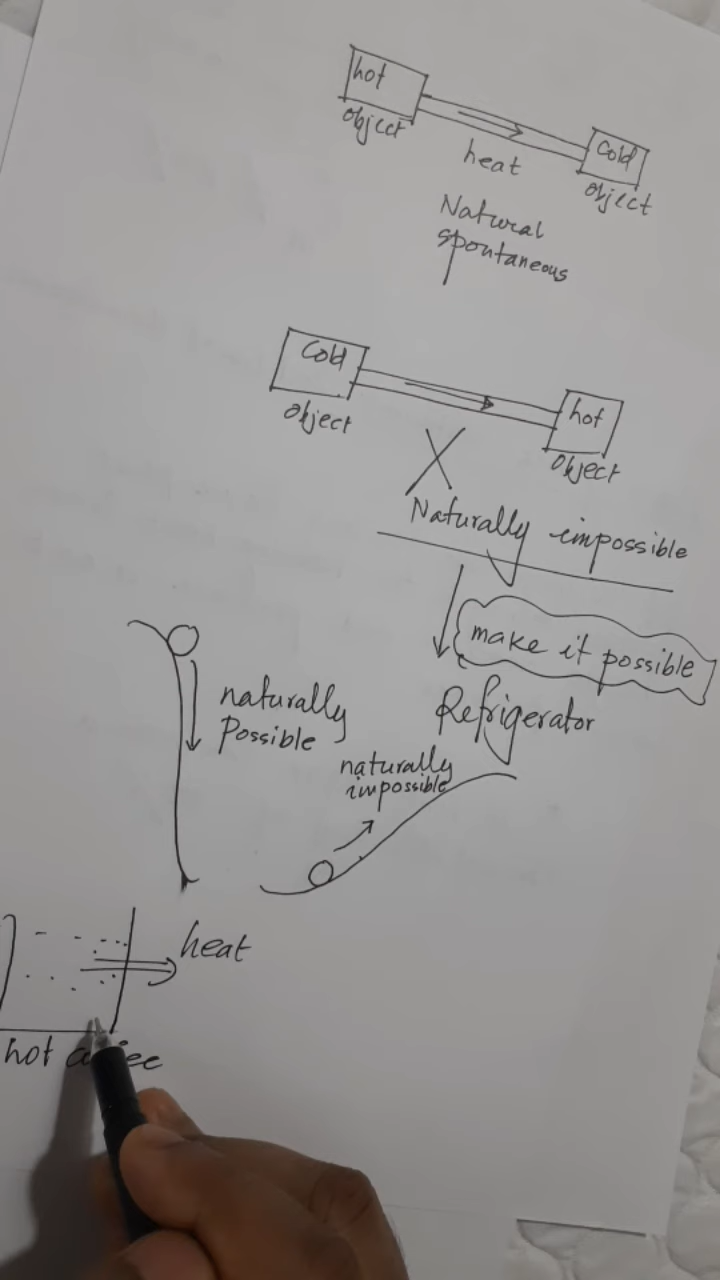 hot
object
heat
Cold
object
Natural
spontaneous
Cold
object
hot
object
Naturally impossible
make it possible
Refrigerator
naturally
Possible
naturally
impossible
heat
hot